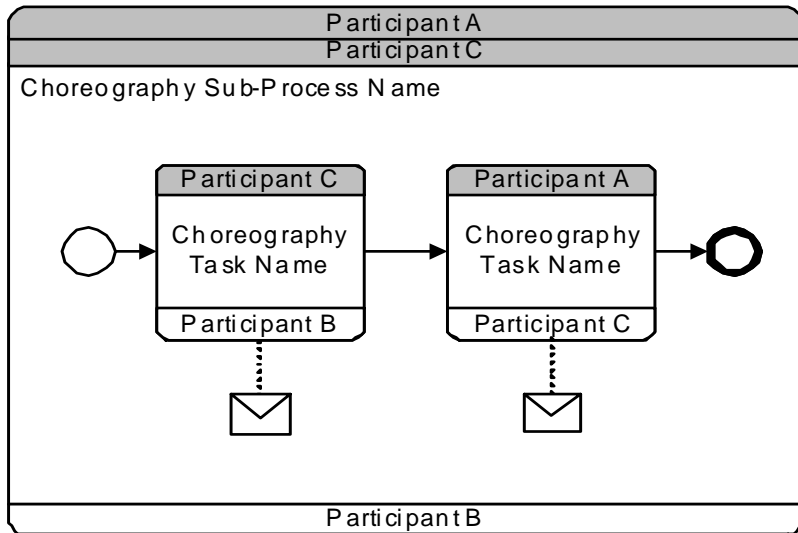 Participant A
Participant C
Choreography Sub-Process Name
Participant C
Choreography
Task Name
Participant B
Participant A
Choreography
Task Name
Participant C
Participant B